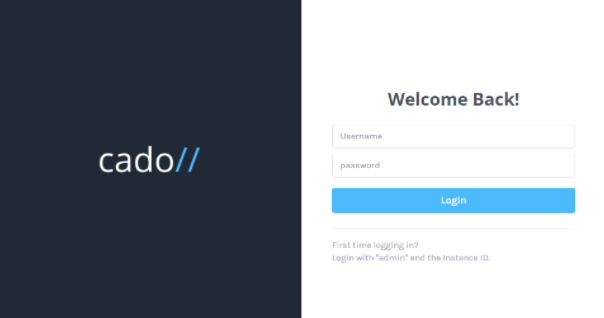 cado//
Welcome Back!
Username
password
Login
First time logging in?
Login with "admin" and the Instance ID.